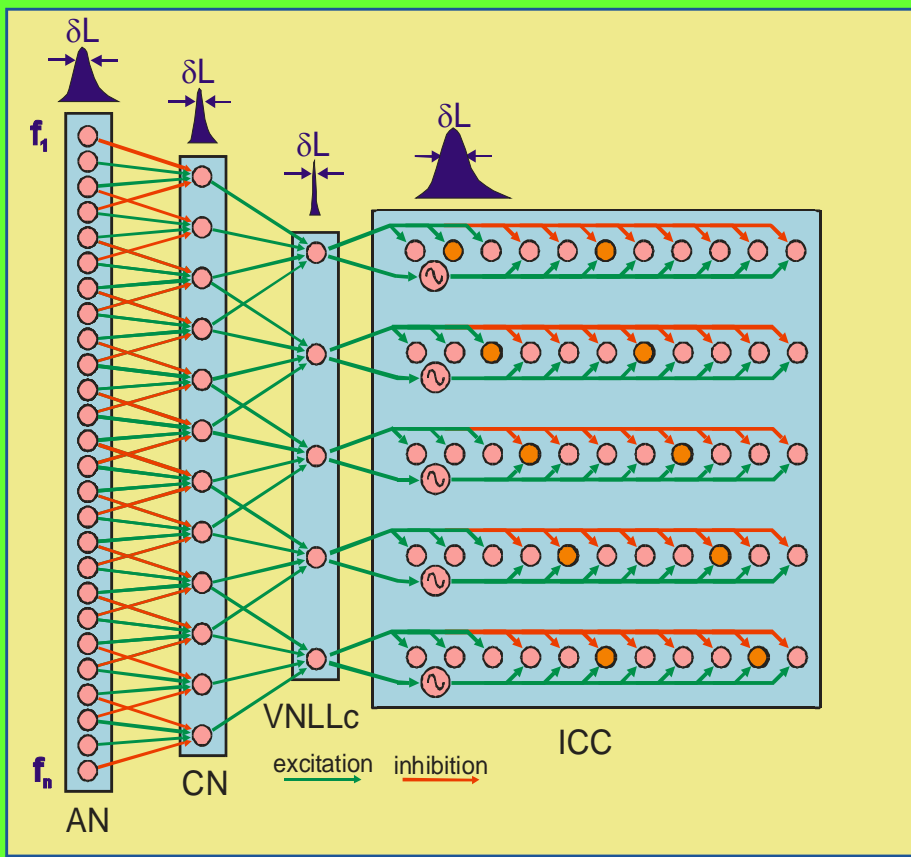 δL
δL
δL
δL
f1
fn
AN
CN
VNLLc
ICC
excitation
inhibition